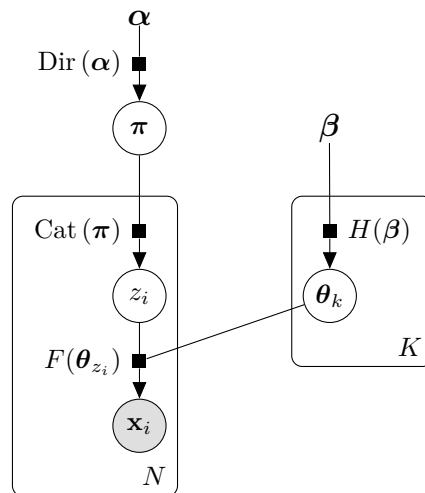 α
Dir (α)
π
β
Cat (π)
H(β)
z_i
θ_k
F(θ_{z_i})
K
x_i
N